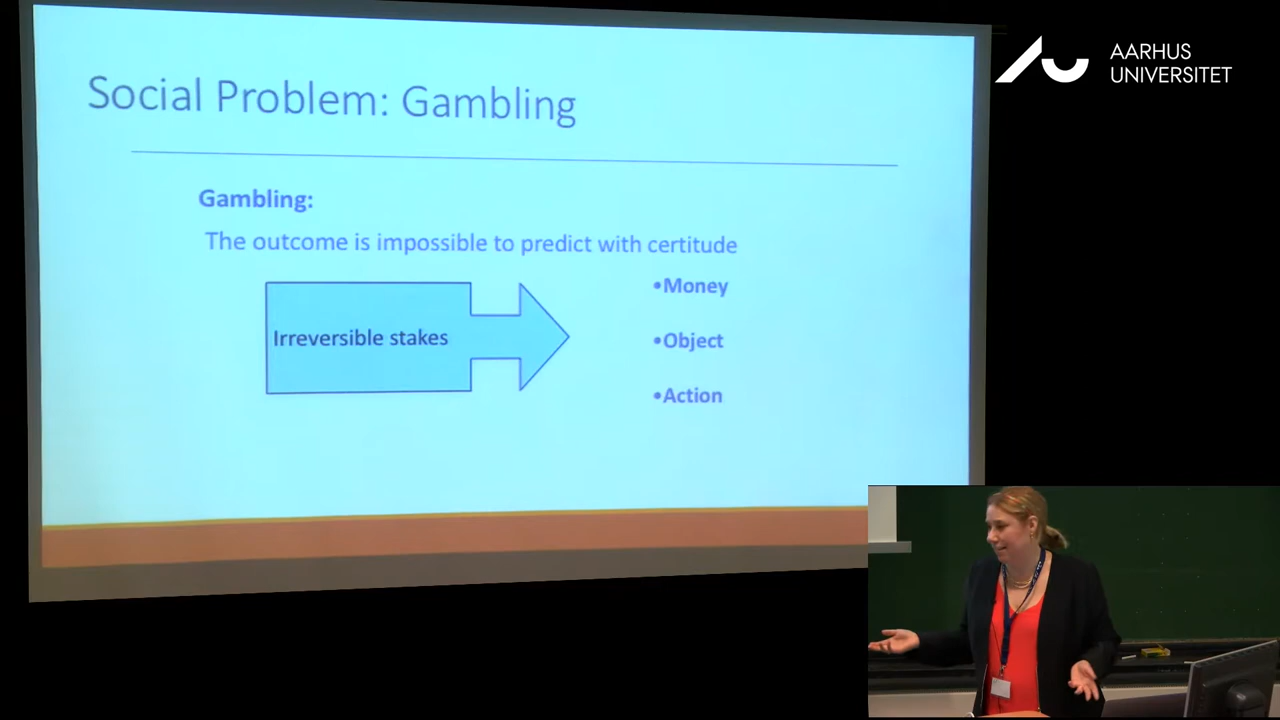 AARHUS
UNIVERSITET
Social Problem: Gambling
Gambling:
The outcome is impossible to predict with certitude
Irreversible stakes
•Money
•Object
•Action